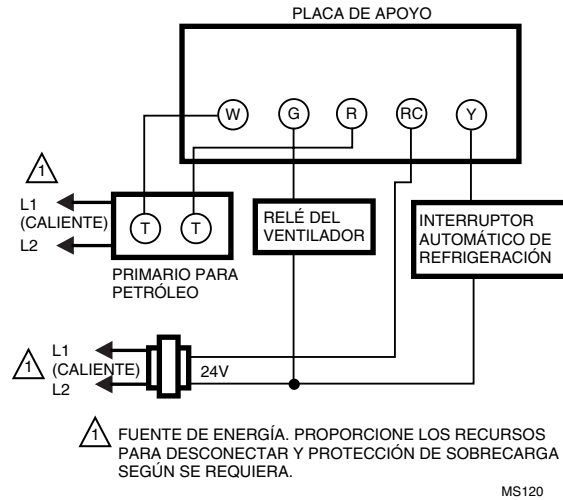 PLACA DE APOYO
W
G
R
RC
Y
1
L1
(CALIENTE)
L2
T
T
PRIMARIO PARA
PETRÓLEO
RELÉ DEL
VENTILADOR
INTERRUPTOR
AUTOMÁTICO DE
REFRIGERACIÓN
1
L1
(CALIENTE)
L2
24V
1
FUENTE DE ENERGÍA. PROPORCIONE LOS RECURSOS
PARA DESCONECTAR Y PROTECCIÓN DE SOBRECARGA
SEGÚN SE REQUIERA.
MS120